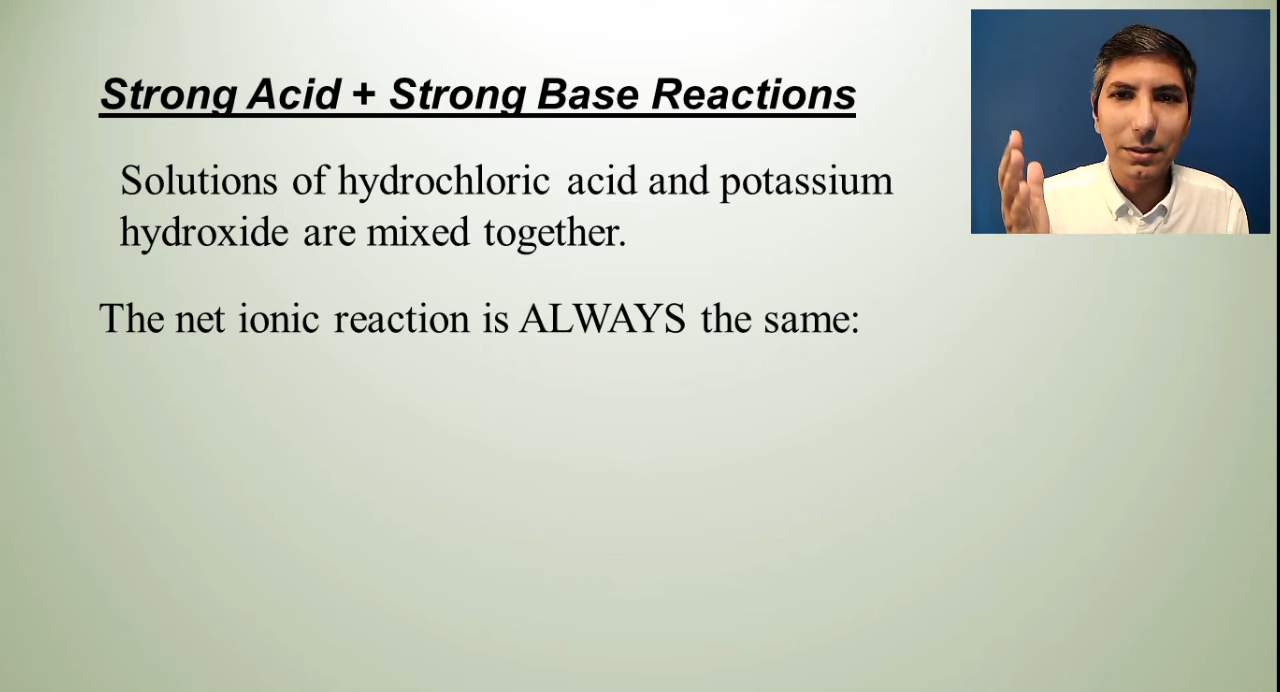 Strong Acid + Strong Base Reactions
Solutions of hydrochloric acid and potassium
hydroxide are mixed together.
The net ionic reaction is ALWAYS the same: